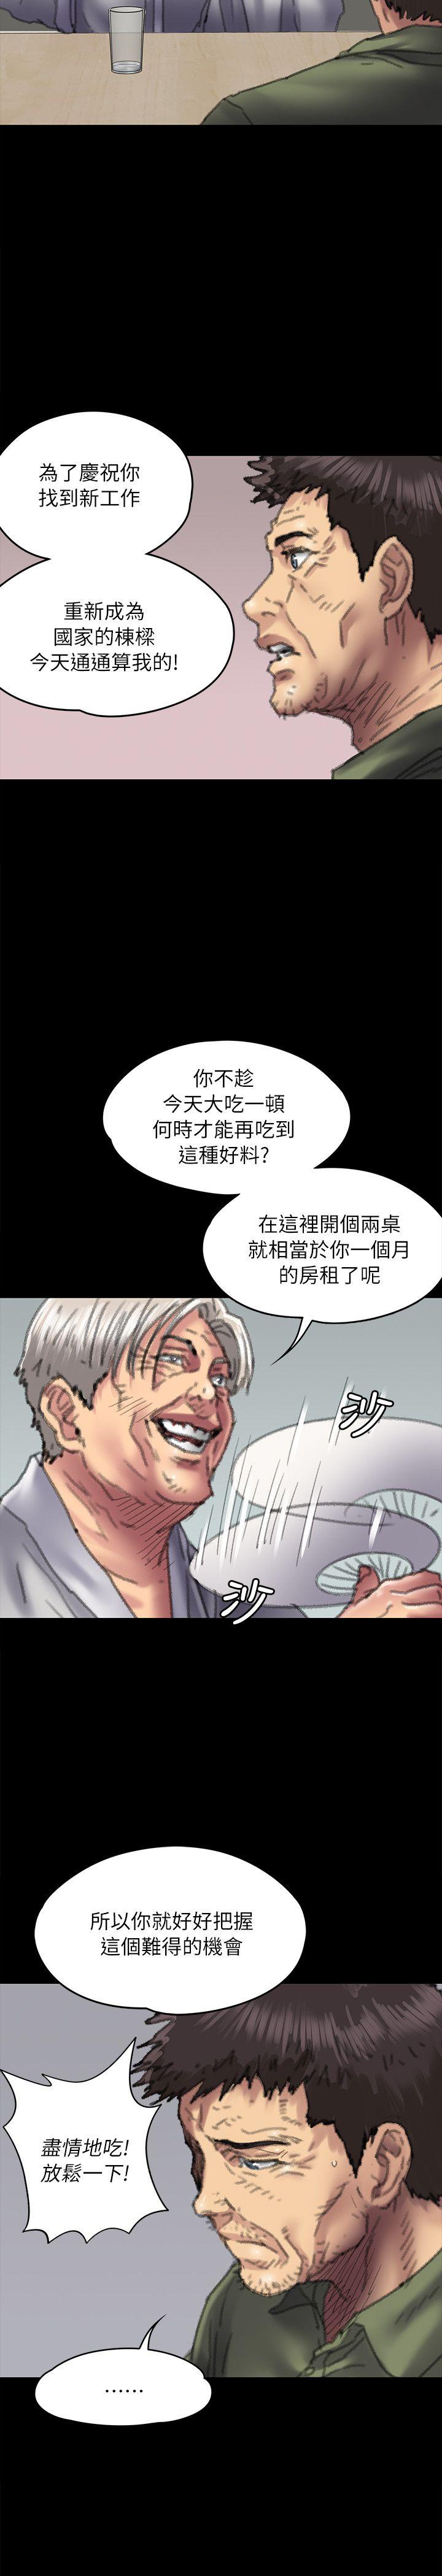 為了慶祝你
找到新工作
重新成為
國家的棟樑
今天通通算我的!
你不趁
今天大吃一頓
何時才能再吃到
這種好料?
在這裡開個兩桌
就相當於你一個月
的房租了呢
沙
沙
所以你就好好把握
這個難得的機會
盡情地吃!
放鬆一下!
……